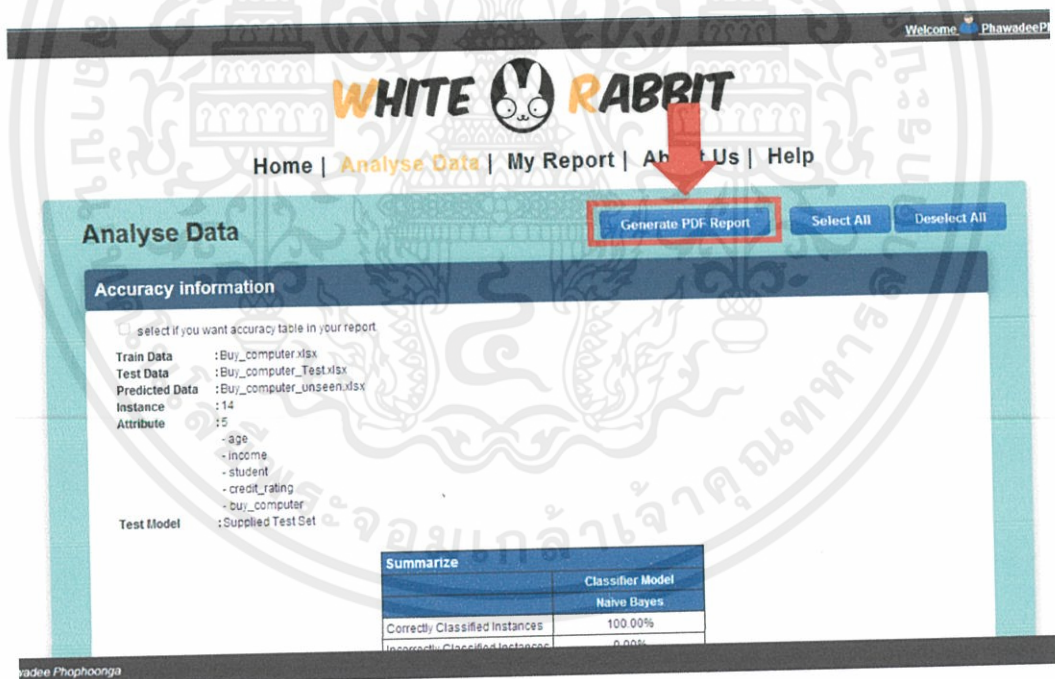 Welcome PhawadeePh
WHITE RABBIT
Home | Analyse Data | My Report | About Us | Help
Analyse Data
Generate PDF Report
Select All
Deselect All
Accuracy information
select if you want accuracy table in your report
Train Data :Buy_computer.xlsx
Test Data :Buy_computer_Test.xlsx
Predicted Data :Buy_computer_unseen.xlsx
Instance :14
Attribute :5
- age
- income
- student
- credit_rating
- buy_computer
Test Model :Supplied Test Set
Summarize
Classifier Model
Naive Bayes
Correctly Classified Instances 100.00%
Incorrectly Classified Instances 0.00%
vadee Phophoonga